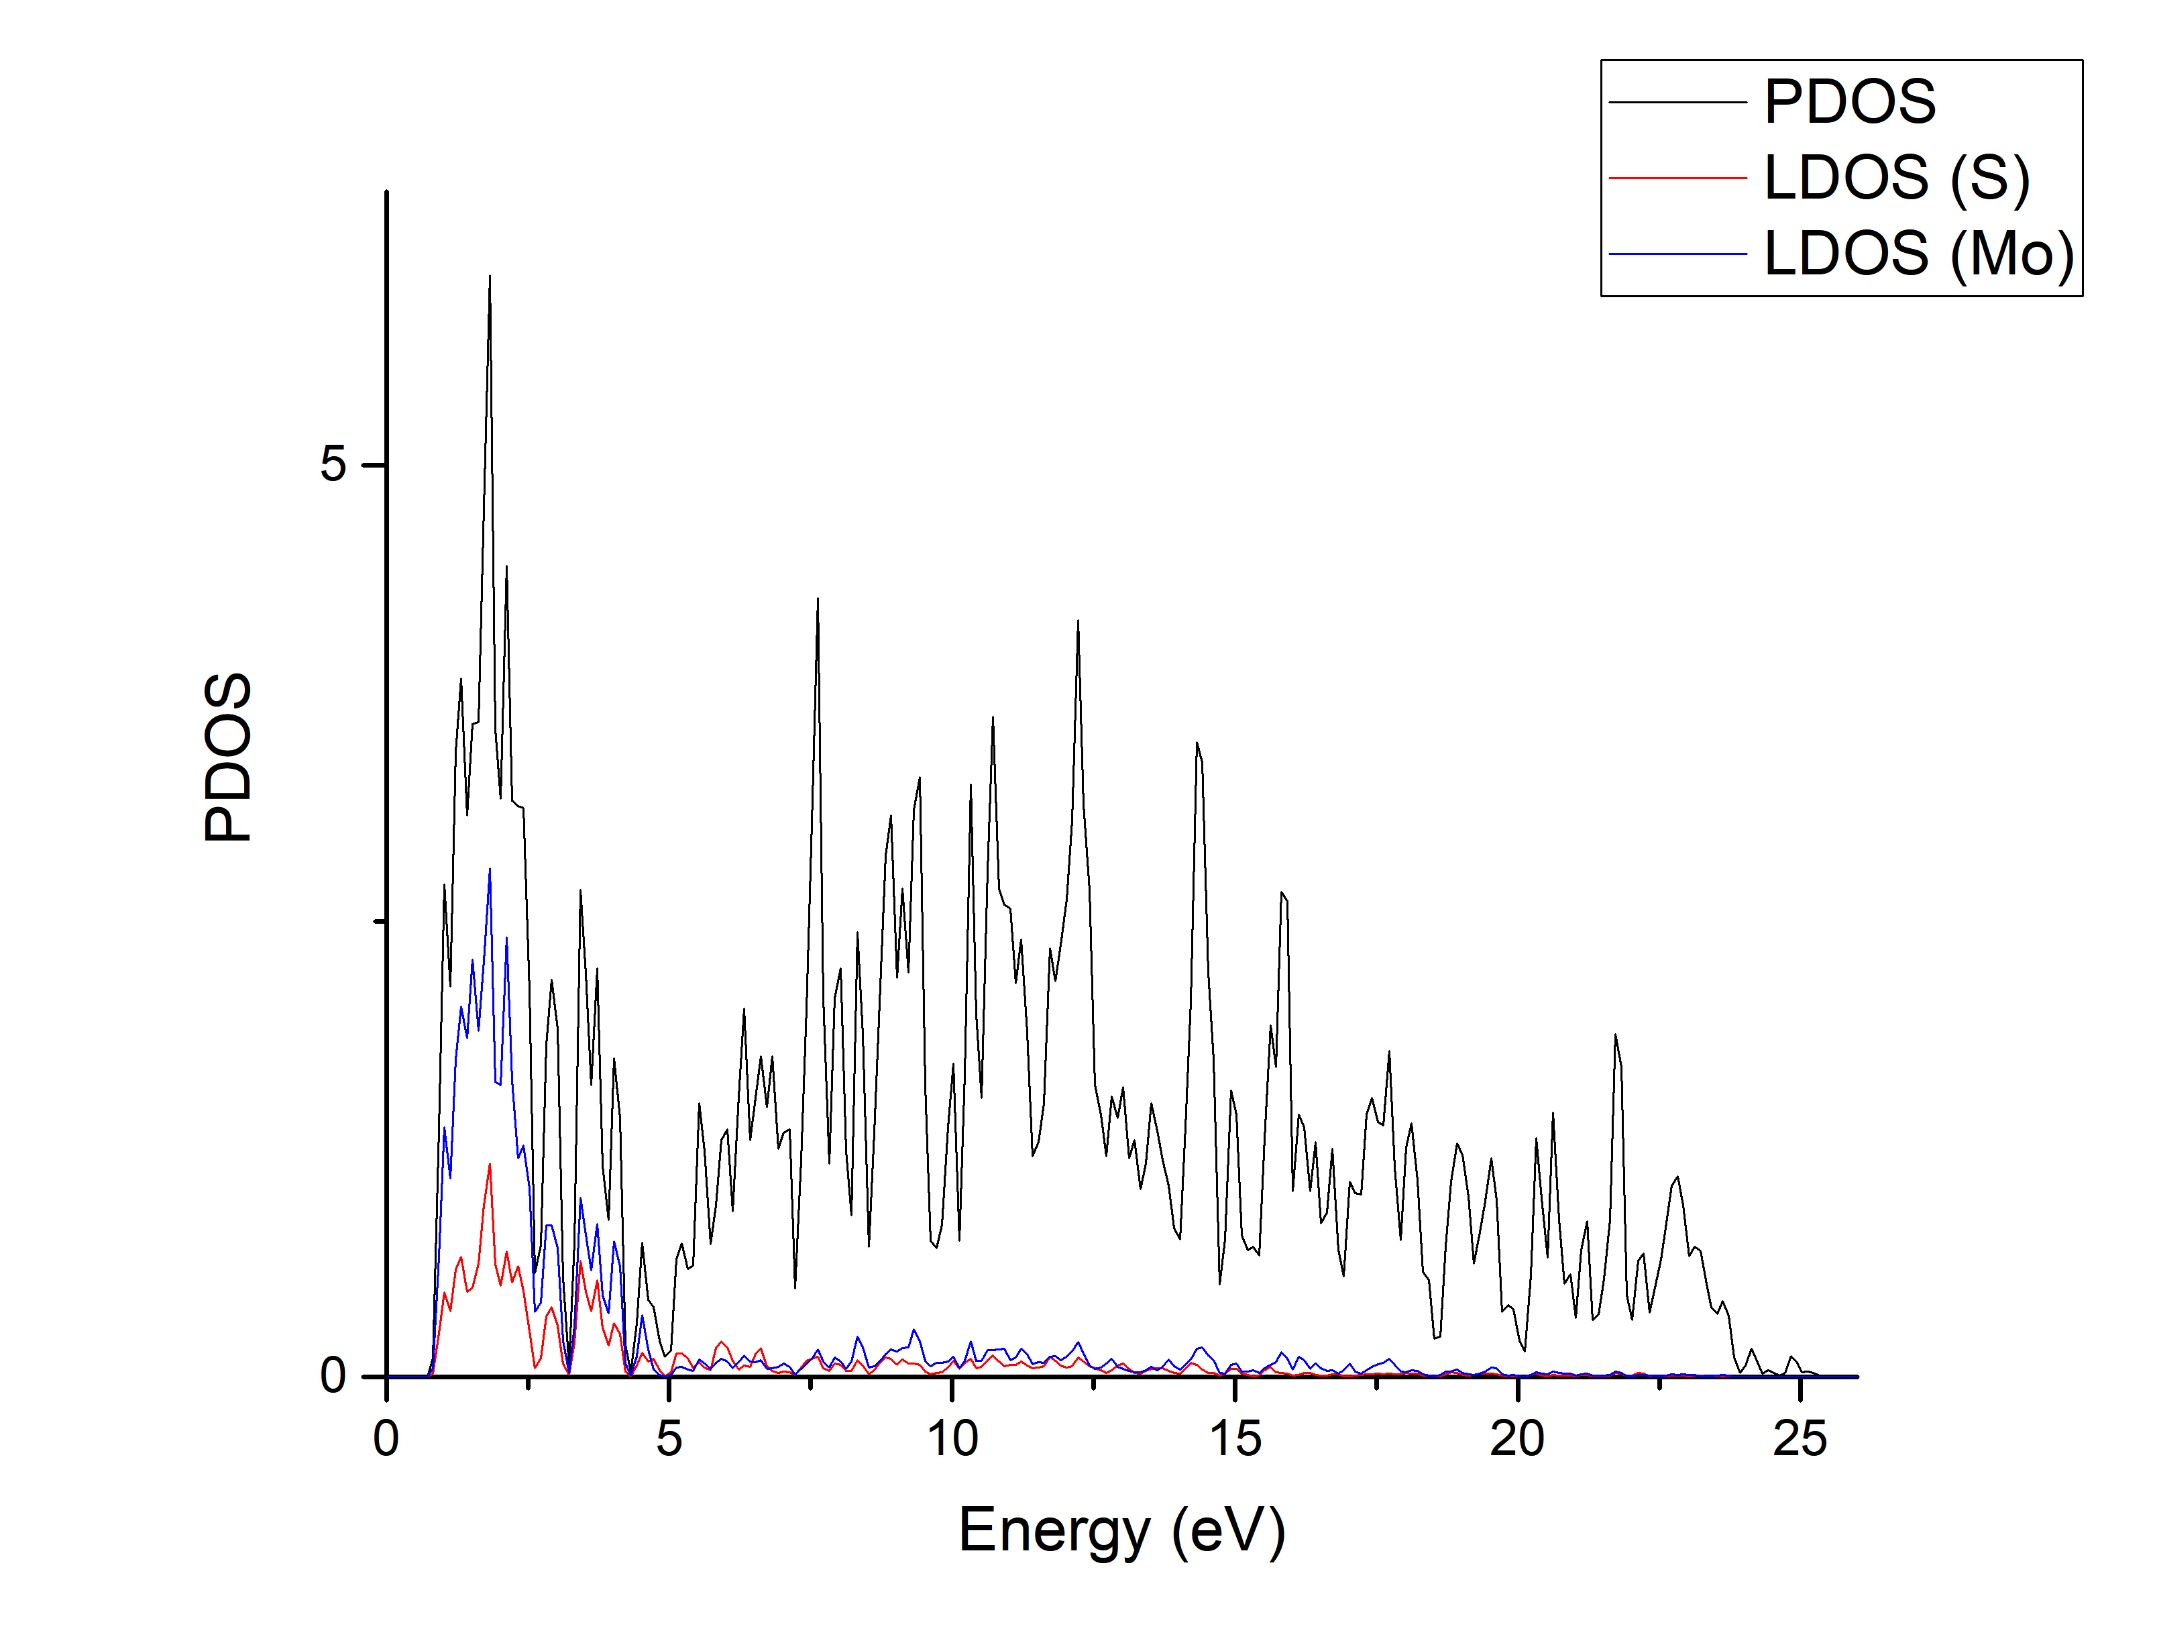 PDOS
LDOS (S)
LDOS (Mo)
5
PDOS
0
0 5 10 15 20 25
Energy (eV)